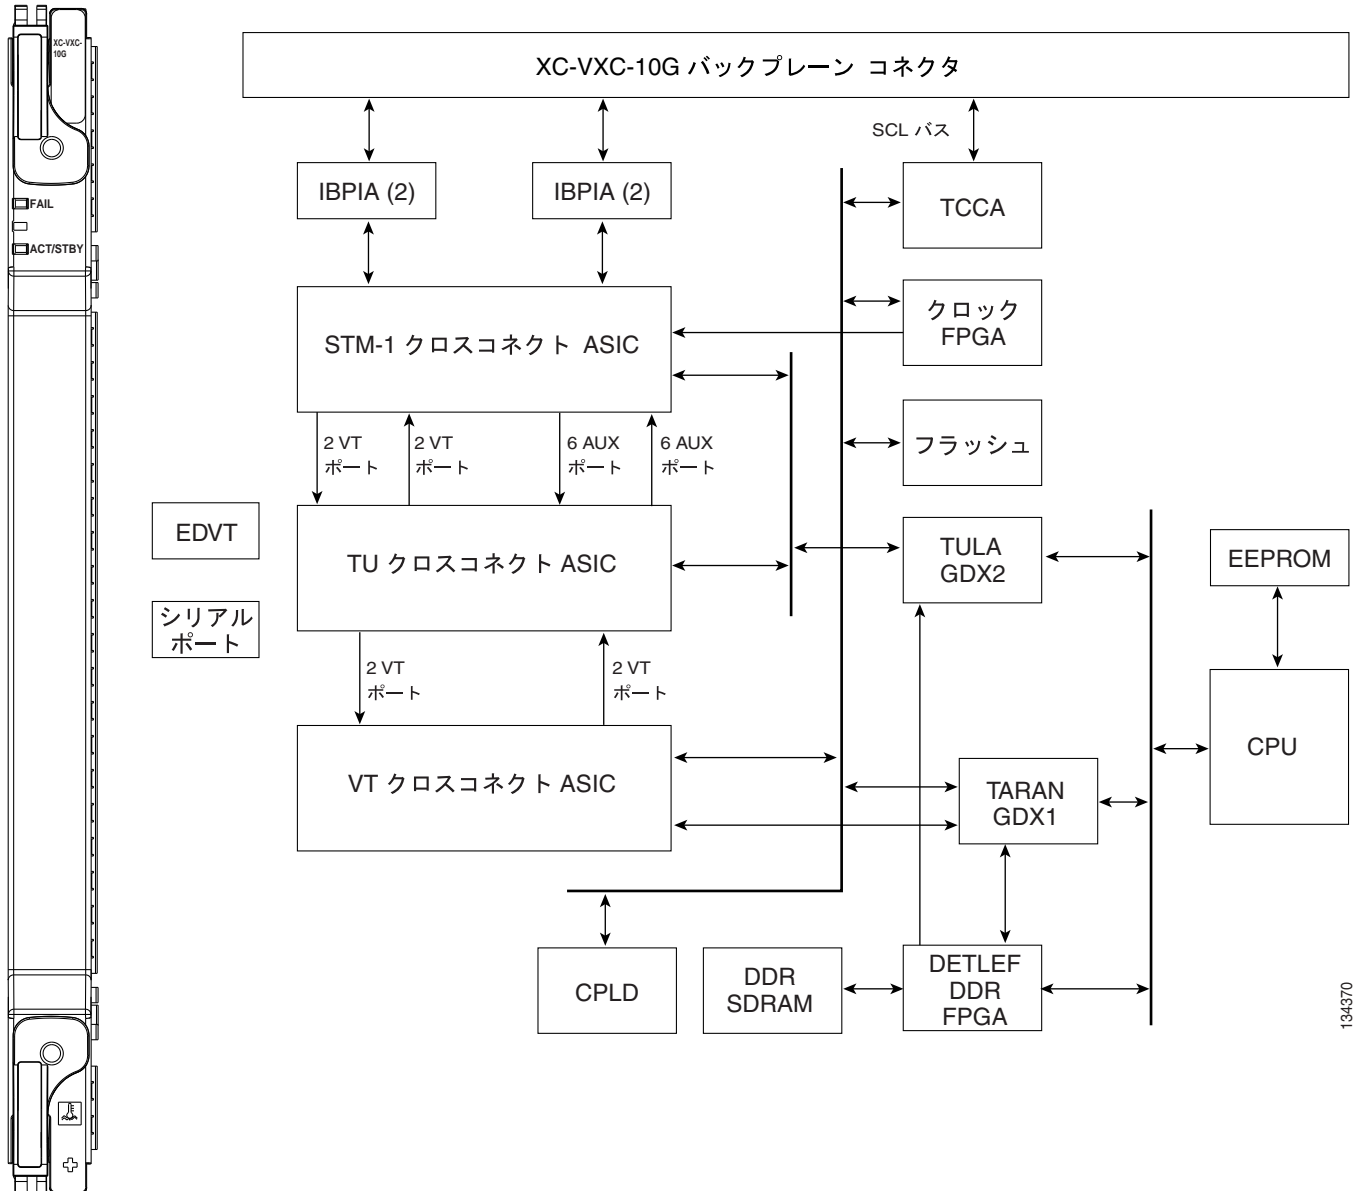 XC-VXC-
10G
FAIL
ACT/STBY
XC-VXC-10G バックプレーン コネクタ
SCL バス
IBPIA (2)
IBPIA (2)
TCCA
STM-1 クロスコネクト ASIC
クロック
FPGA
2 VT
ポート
2 VT
ポート
6 AUX
ポート
6 AUX
ポート
フラッシュ
EDVT
TU クロスコネクト ASIC
TULA
GDX2
EEPROM
シリアル
ポート
2 VT
ポート
2 VT
ポート
CPU
VT クロスコネクト ASIC
TARAN
GDX1
CPLD
DDR
SDRAM
DETLEF
DDR
FPGA
134370